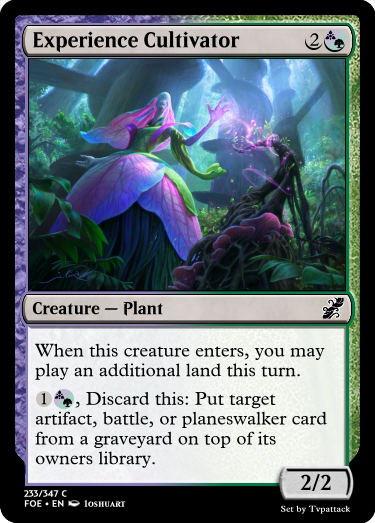 Experience Cultivator 2
Creature — Plant
When this creature enters, you may
play an additional land this turn.
1, Discard this: Put target
artifact, battle, or planeswalker card
from a graveyard on top of its
owners library.
2/2
233/347 C
FOE • EN Ioshuart
Set by Tvpattack